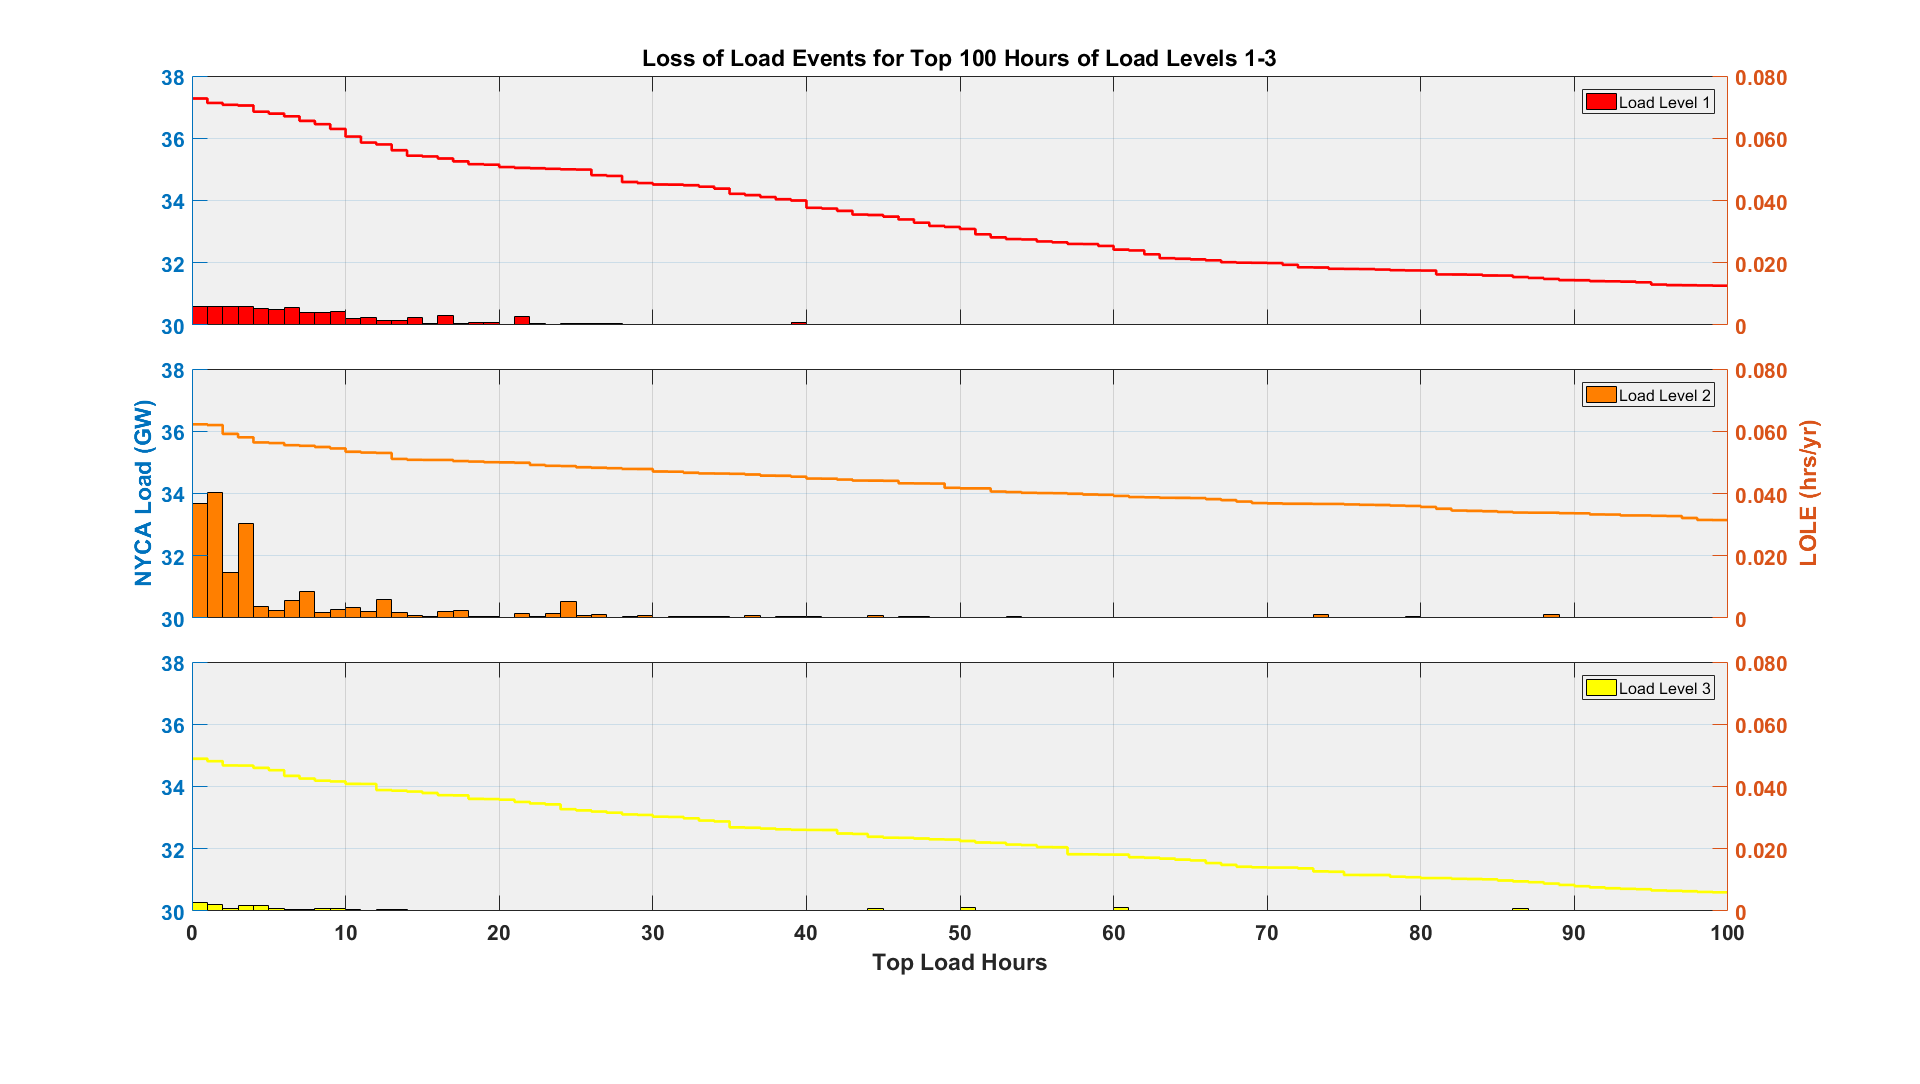 Loss of Load Events for Top 100 Hours of Load Levels 1-3
38 0.080
Load Level 1
36 0.060
34 0.040
32 0.020
30 0
38 0.080
Load Level 2
36 0.060
34 0.040
32 0.020
30 0
NYCA Load (GW)
LOLE (hrs/yr)
38 0.080
Load Level 3
36 0.060
34 0.040
32 0.020
30 0
0 10 20 30 40 50 60 70 80 90 100
Top Load Hours